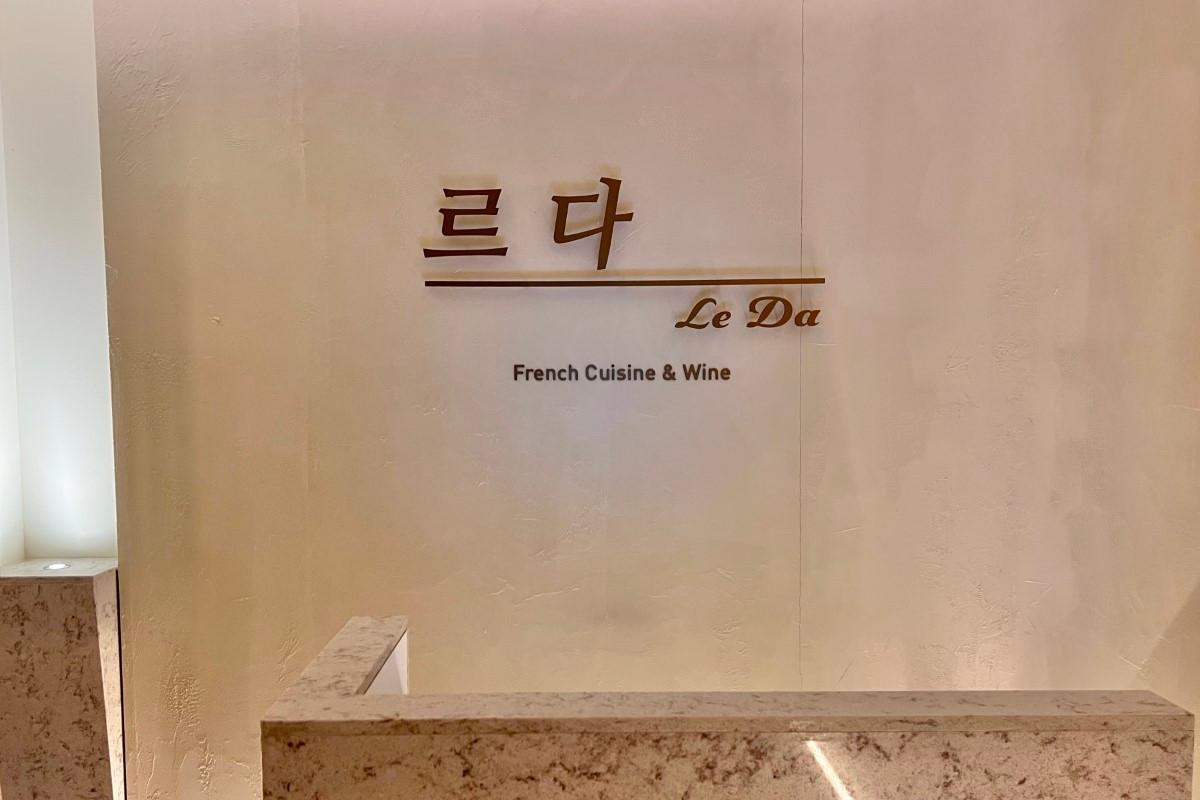 르다
Le Da
French Cuisine & Wine